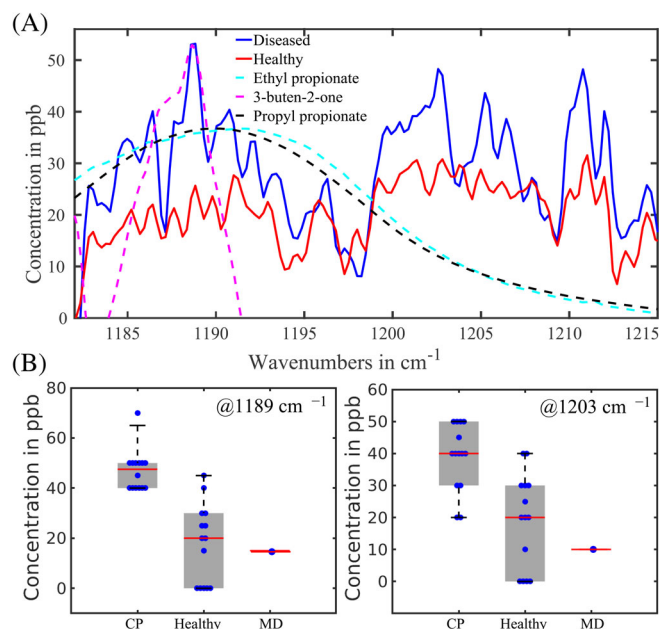 (A)
Diseased
Healthy
Ethyl propionate
3-buten-2-one
Propyl propionate
Concentration in ppb
50
40
30
20
10
0
1185 1190 1195 1200 1205 1210 1215
Wavenumbers in cm-1
(B)
@1189 cm −1
Concentration in ppb
80
60
40
20
0
CP Healthy MD
@1203 cm −1
Concentration in ppb
60
50
40
30
20
10
0
CP Healthy MD